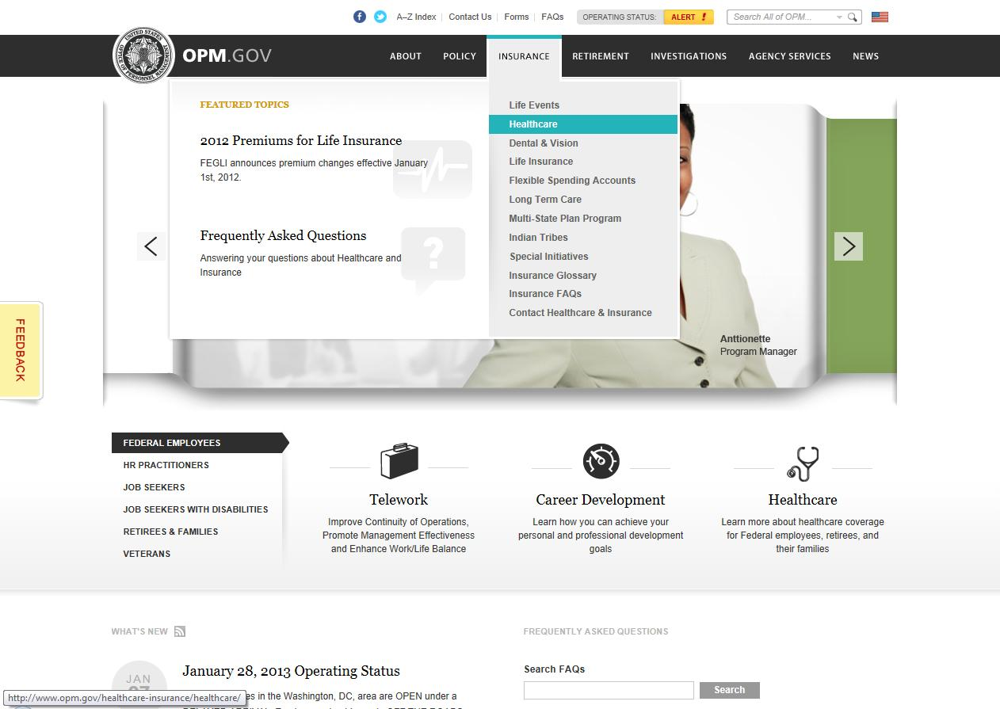 A–Z Index
Contact Us
Forms
FAQs
OPERATING STATUS:
ALERT !
Search All of OPM...
OPM.GOV
ABOUT
POLICY
INSURANCE
RETIREMENT
INVESTIGATIONS
AGENCY SERVICES
NEWS
FEATURED TOPICS
2012 Premiums for Life Insurance
FEGLI announces premium changes effective January
1st, 2012.
Frequently Asked Questions
Answering your questions about Healthcare and
Insurance
Life Events
Healthcare
Dental & Vision
Life Insurance
Flexible Spending Accounts
Long Term Care
Multi-State Plan Program
Indian Tribes
Special Initiatives
Insurance Glossary
Insurance FAQs
Contact Healthcare & Insurance
Anttionette
Program Manager
FEEDBACK
FEDERAL EMPLOYEES
HR PRACTITIONERS
JOB SEEKERS
JOB SEEKERS WITH DISABILITIES
RETIREES & FAMILIES
VETERANS
Telework
Improve Continuity of Operations,
Promote Management Effectiveness
and Enhance Work/Life Balance
Career Development
Learn how you can achieve your
personal and professional development
goals
Healthcare
Learn more about healthcare coverage
for Federal employees, retirees, and
their families
WHAT'S NEW
JAN
January 28, 2013 Operating Status
in the Washington, DC, area are OPEN under a
http://www.opm.gov/healthcare-insurance/healthcare/
FREQUENTLY ASKED QUESTIONS
Search FAQs
Search